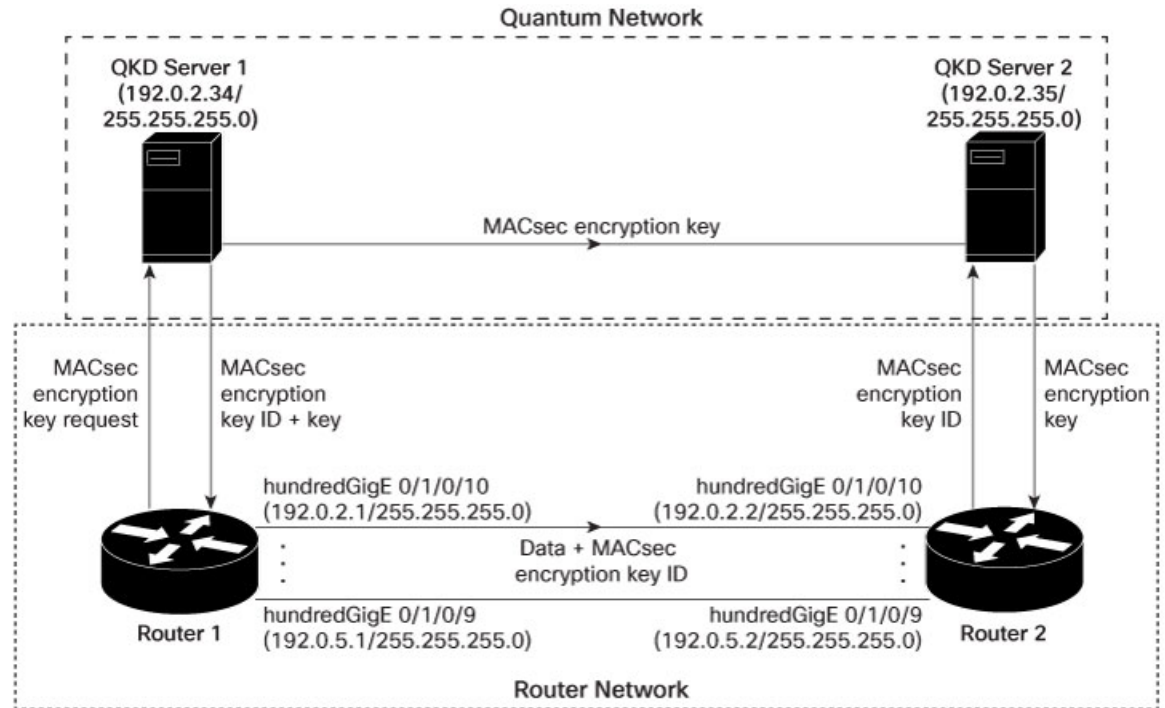 Quantum Network
QKD Server 1
(192.0.2.34/
255.255.255.0)
QKD Server 2
(192.0.2.35/
255.255.255.0)
MACsec encryption key
MACsec
encryption
key request
MACsec
encryption
key ID + key
MACsec
encryption
key ID
MACsec
encryption
key
hundredGigE 0/1/0/10
(192.0.2.1/255.255.255.0)
hundredGigE 0/1/0/10
(192.0.2.2/255.255.255.0)
Data + MACsec
encryption key ID
hundredGigE 0/1/0/9
(192.0.5.1/255.255.255.0)
hundredGigE 0/1/0/9
(192.0.5.2/255.255.255.0)
Router 1
Router 2
Router Network